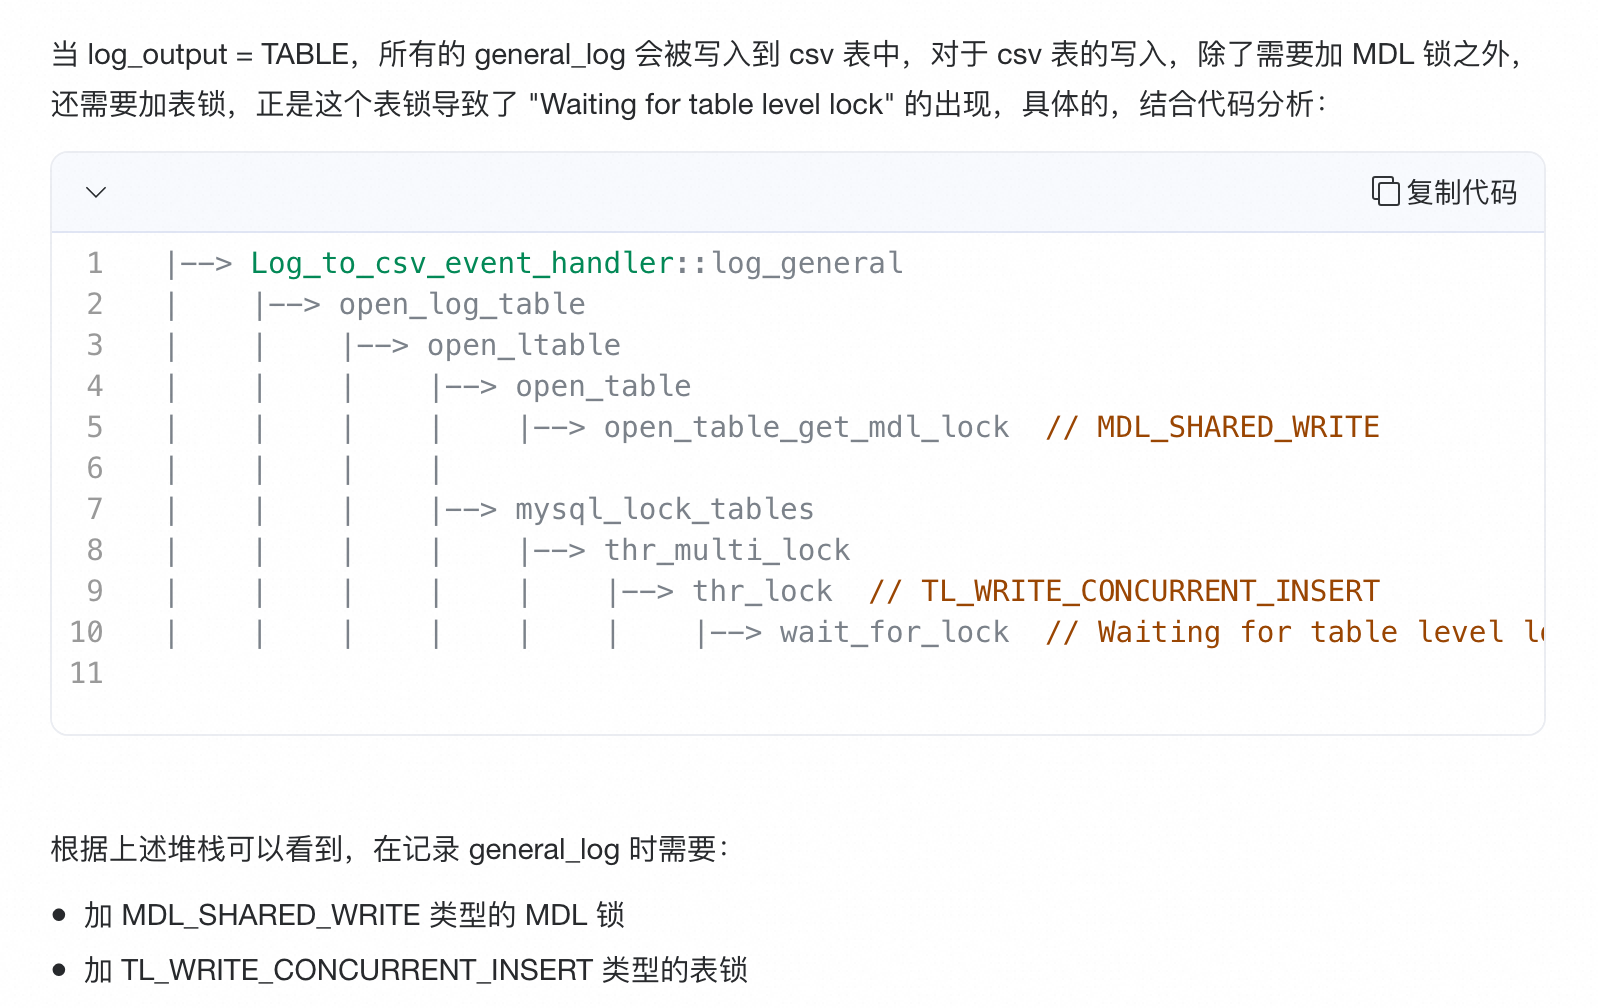 当 log_output = TABLE，所有的 general_log 会被写入到 csv 表中，对于 csv 表的写入，除了需要加 MDL 锁之外，
还需要加表锁，正是这个表锁导致了 "Waiting for table level lock" 的出现，具体的，结合代码分析：
复制代码
1 |--> Log_to_csv_event_handler::log_general
2 |    |--> open_log_table
3 |    |    |--> open_ltable
4 |    |    |    |--> open_table
5 |    |    |    |    |--> open_table_get_mdl_lock  // MDL_SHARED_WRITE
6 |    |    |    |
7 |    |    |    |--> mysql_lock_tables
8 |    |    |    |    |--> thr_multi_lock
9 |    |    |    |    |    |--> thr_lock  // TL_WRITE_CONCURRENT_INSERT
10 |    |    |    |    |    |    |--> wait_for_lock  // Waiting for table level
11
根据上述堆栈可以看到，在记录 general_log 时需要：
● 加 MDL_SHARED_WRITE 类型的 MDL 锁
● 加 TL_WRITE_CONCURRENT_INSERT 类型的表锁